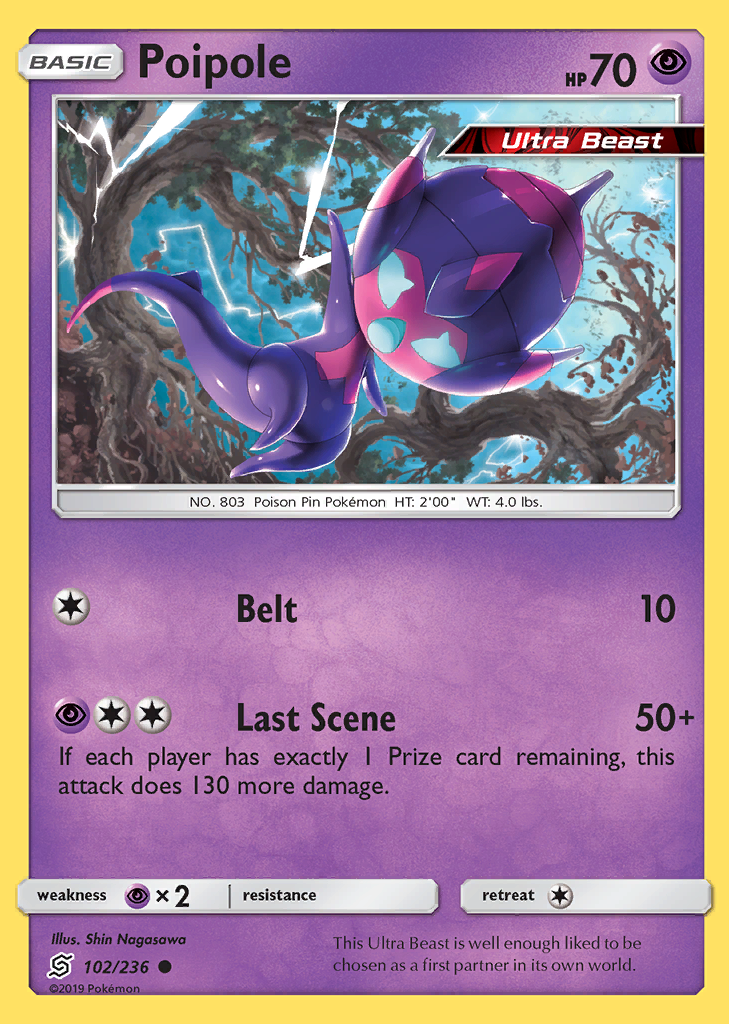 BASIC Poipole HP70
Ultra Beast
NO. 803 Poison Pin Pokémon HT: 2'00" WT: 4.0 lbs.
Belt 10
Last Scene 50+
If each player has exactly 1 Prize card remaining, this
attack does 130 more damage.
weakness ×2 resistance retreat
Illus. Shin Nagasawa
102/236
©2019 Pokémon
This Ultra Beast is well enough liked to be
chosen as a first partner in its own world.